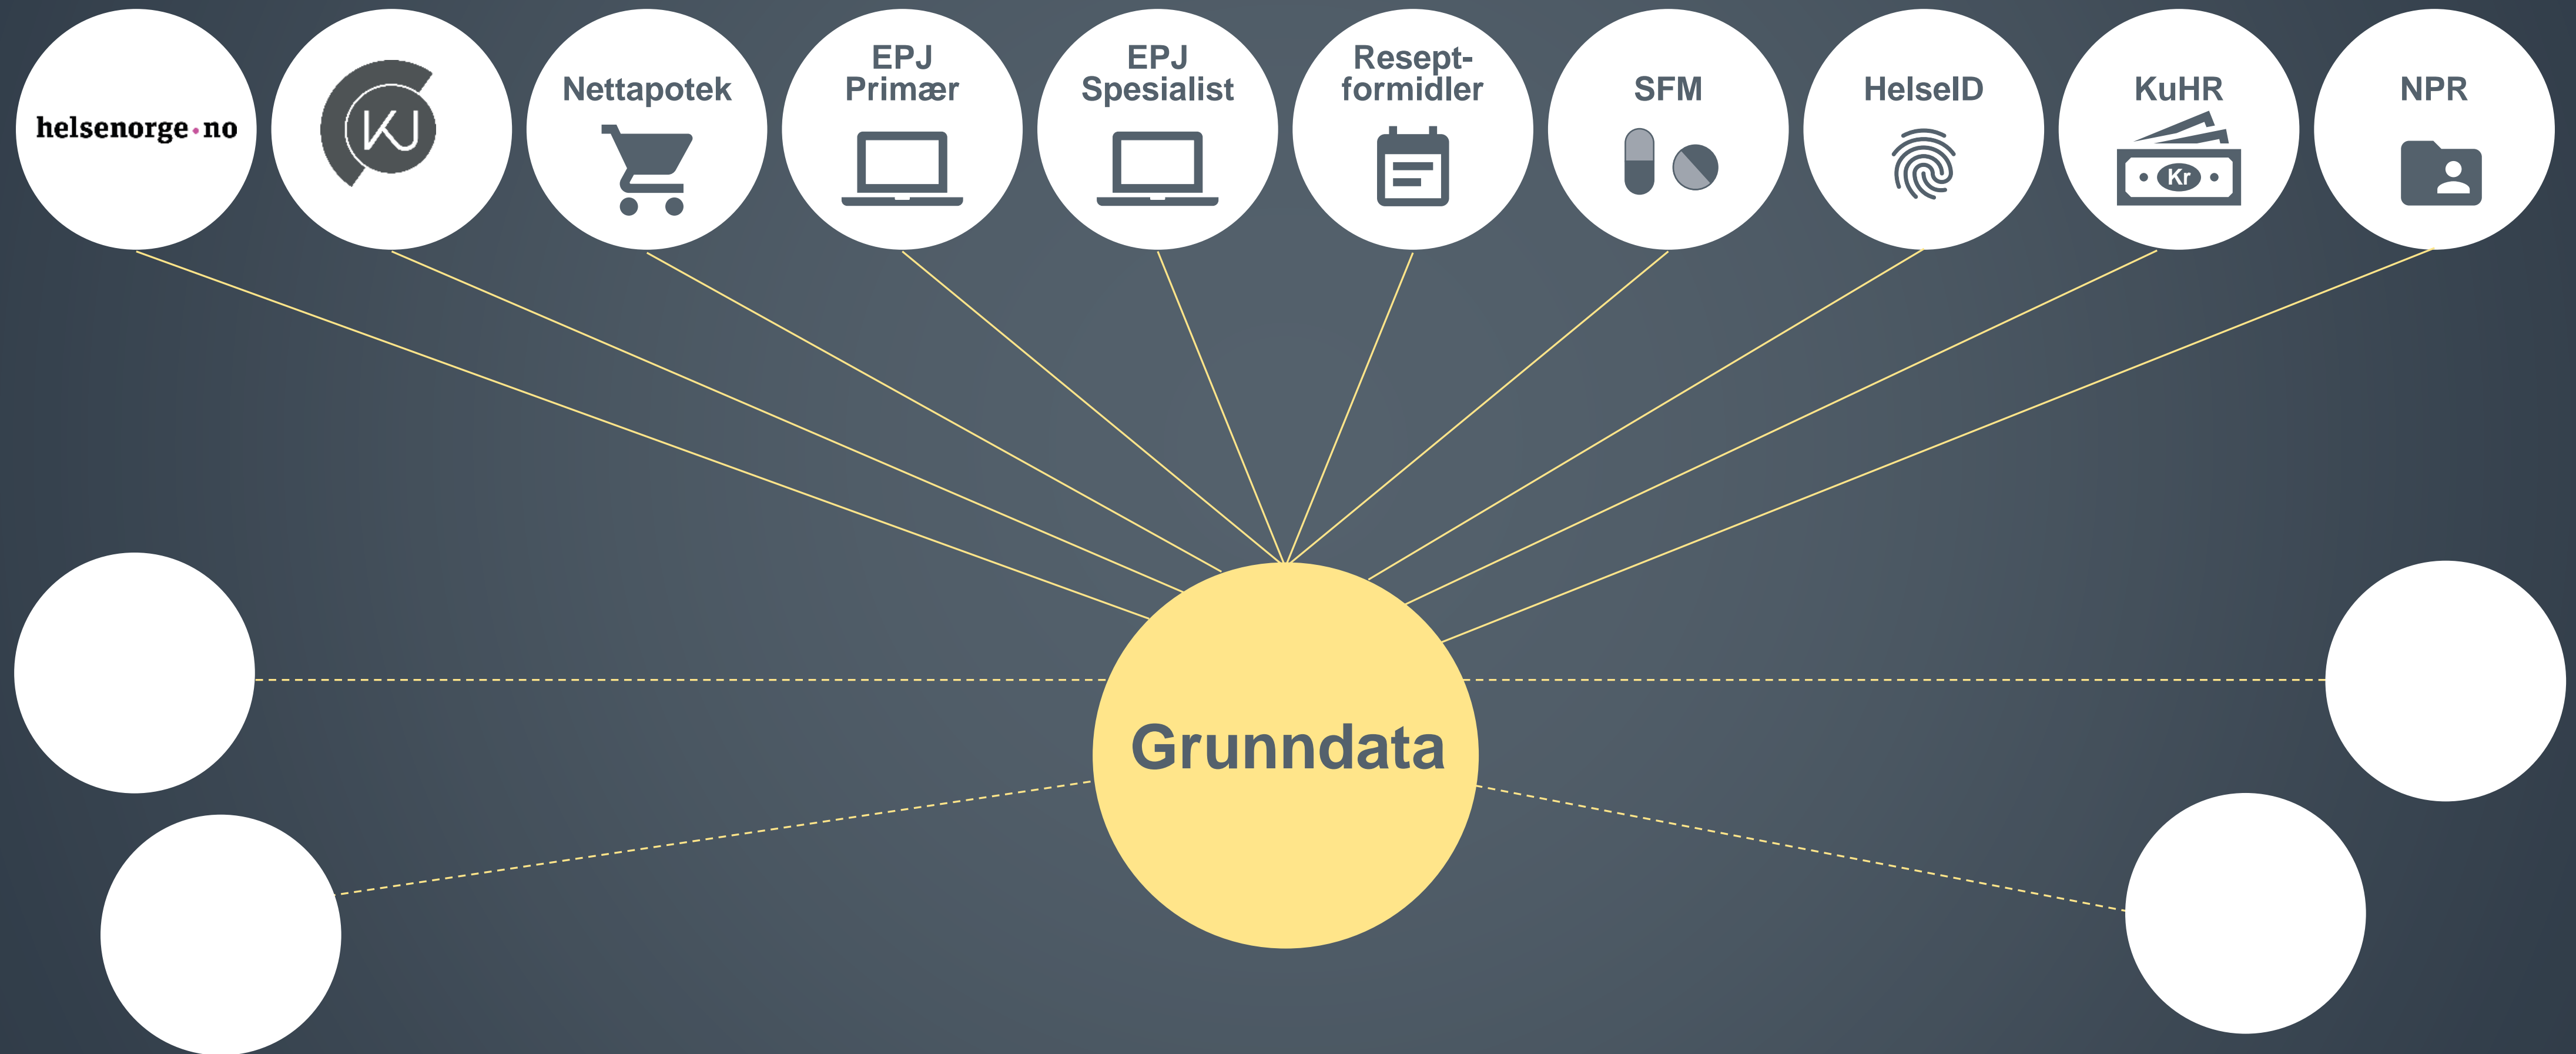 helsenorge·no
KJ
Nettapotek
EPJ
Primær
EPJ
Spesialist
Resept-
formidler
SFM
HelseID
KuHR
Kr
NPR
Grunndata